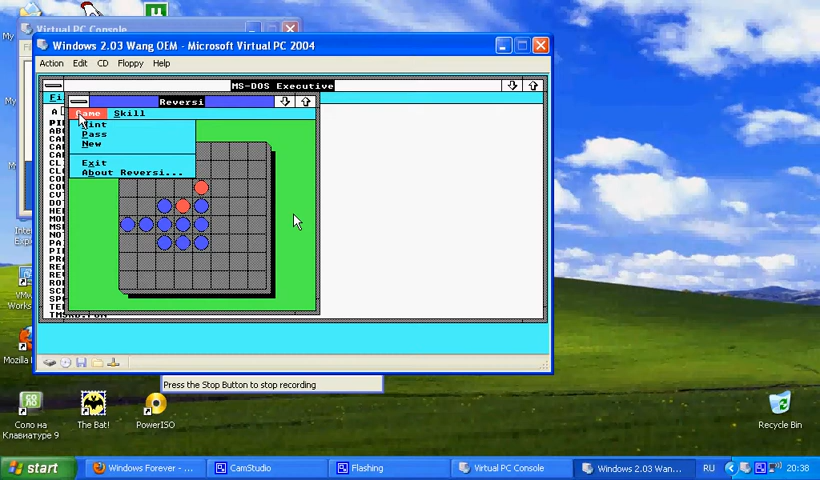 Virtual PC Console
Windows 2.03 Wang OEM - Microsoft Virtual PC 2004
Action Edit CD Floppy Help
MS-DOS Executive
Reversi
Game Skill
Hint
Pass
New
Exit
About Reversi...
Press the Stop Button to stop recording
Mozilla
Соло на
Клавиатуре 9
The Bat!
PowerISO
Recycle Bin
start
Windows Forever - ...
CamStudio
Flashing
Virtual PC Console
Windows 2.03 Wan...
RU
20:38